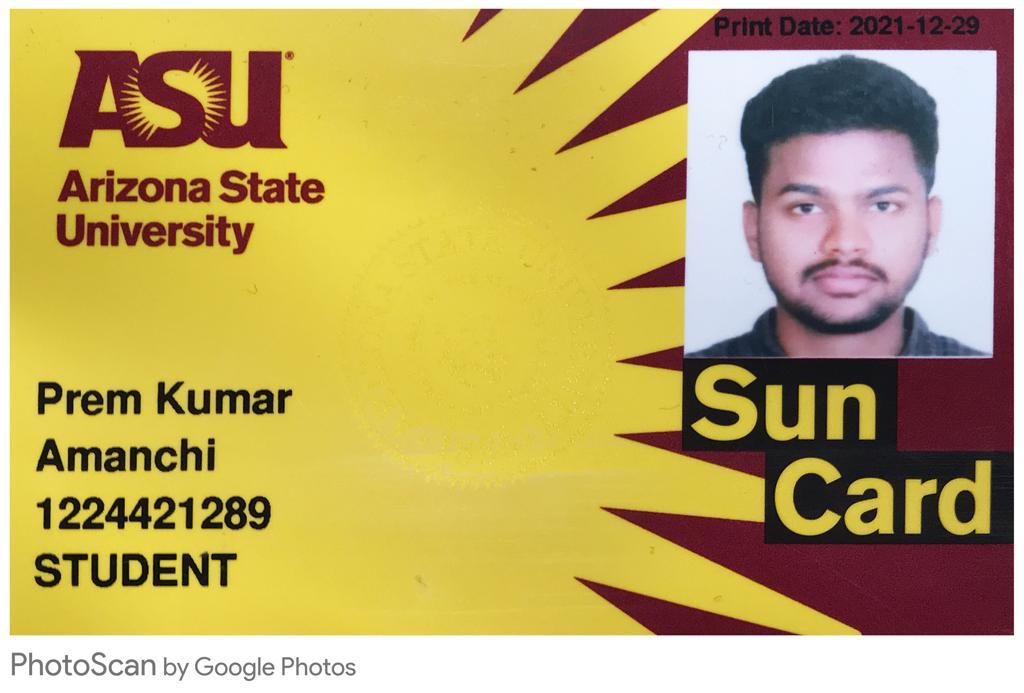 Print Date: 2021-12-29
ASU®
Arizona State
University
Prem Kumar
Amanchi
1224421289
STUDENT
Sun
Card
PhotoScan by Google Photos